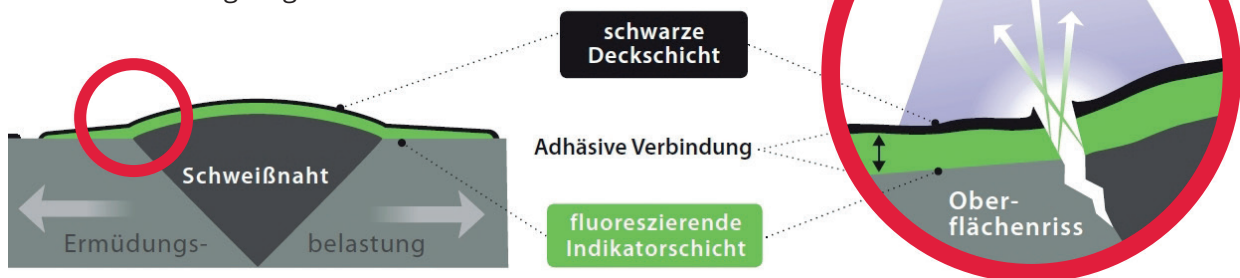 schwarze
Deckschicht
Adhäsive Verbindung
Schweißnaht
Ermüdungs- belastung
fluoreszierende
Indikatorschicht
Ober-
flächenriss